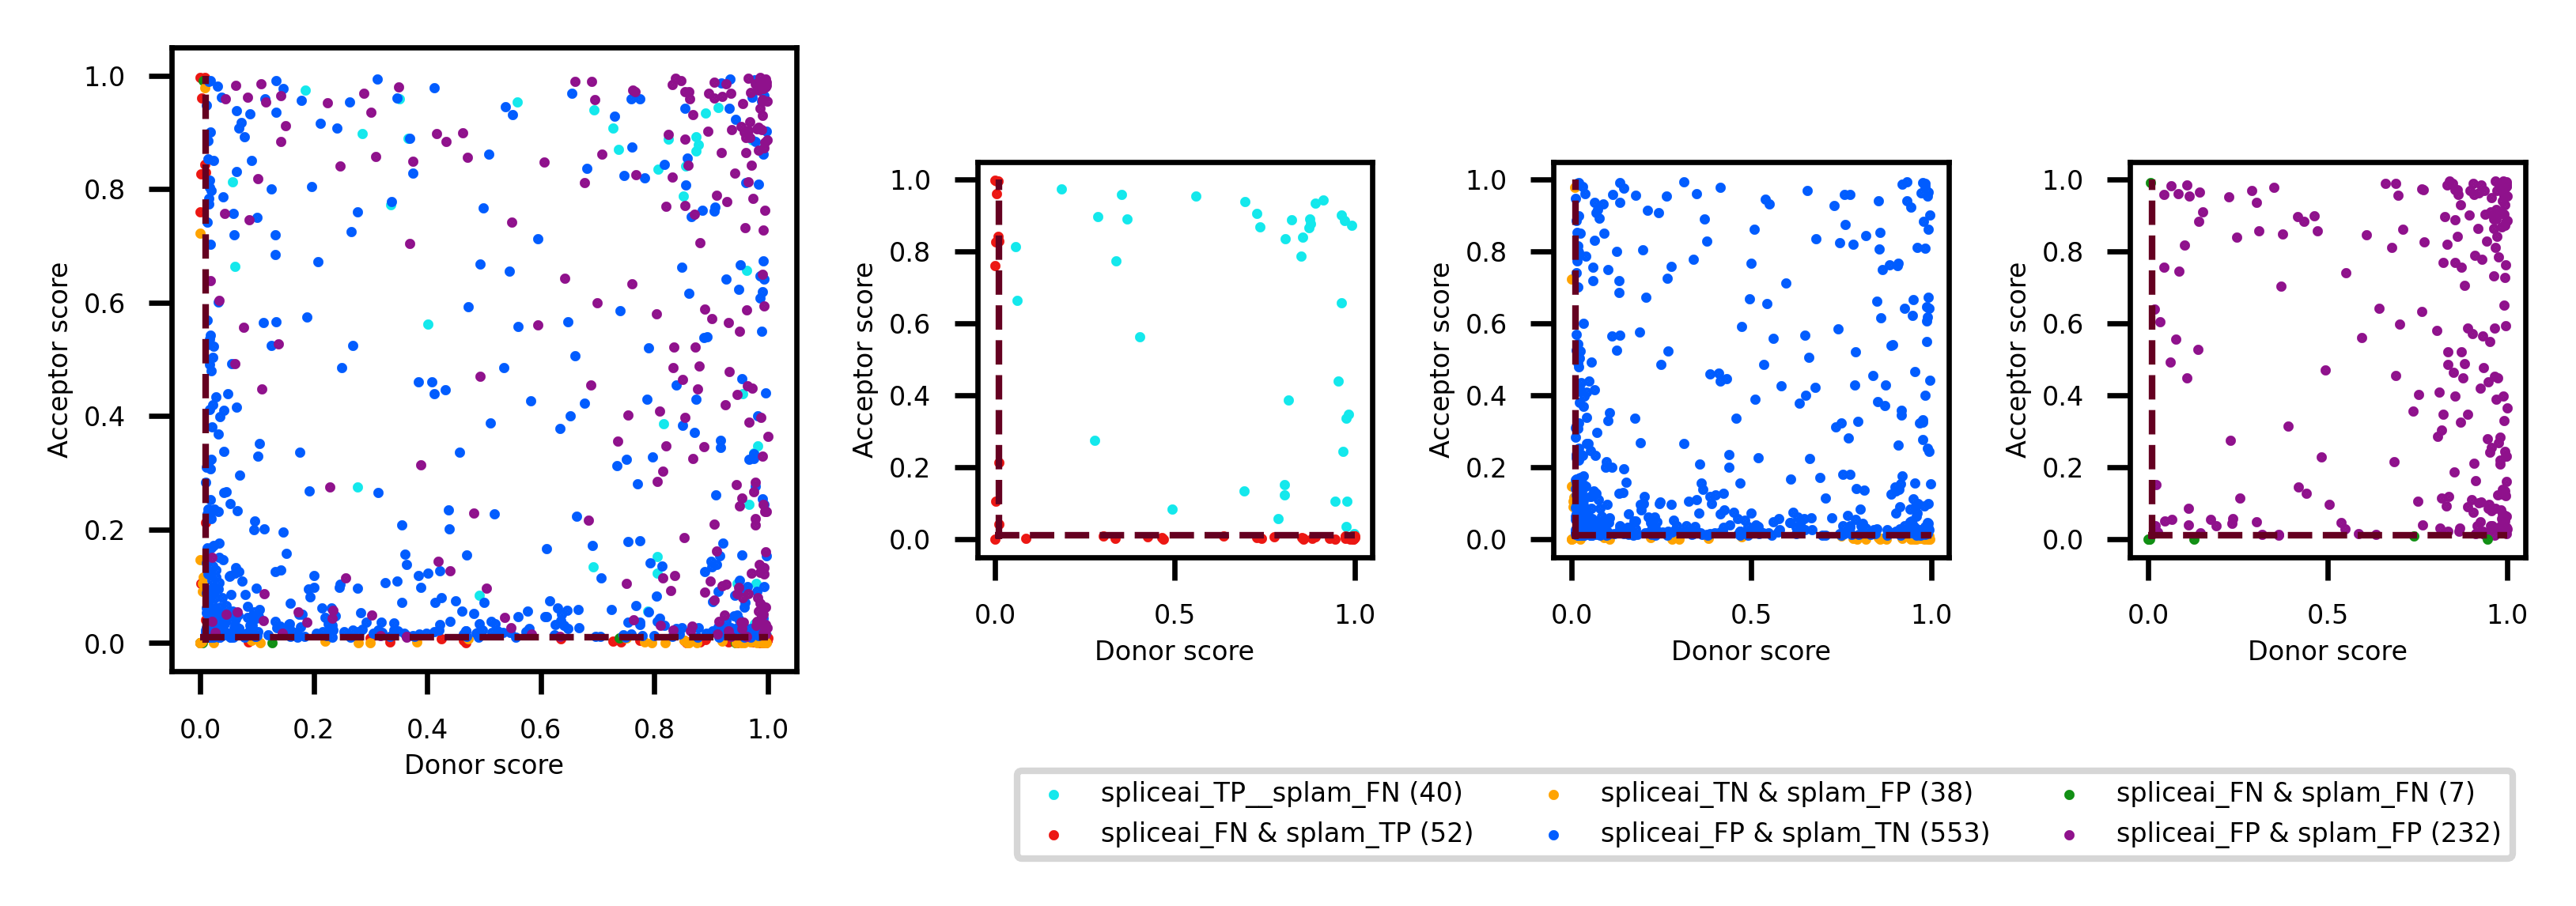 1.0
0.8
0.6
0.4
0.2
0.0
Acceptor score
0.0 0.2 0.4 0.6 0.8 1.0
Donor score
1.0
0.8
0.6
0.4
0.2
0.0
Acceptor score
0.0 0.5 1.0
Donor score
1.0
0.8
0.6
0.4
0.2
0.0
Acceptor score
0.0 0.5 1.0
Donor score
1.0
0.8
0.6
0.4
0.2
0.0
Acceptor score
0.0 0.5 1.0
Donor score
spliceai_TP__splam_FN (40)
spliceai_FN & splam_TP (52)
spliceai_TN & splam_FP (38)
spliceai_FP & splam_TN (553)
spliceai_FN & splam_FN (7)
spliceai_FP & splam_FP (232)